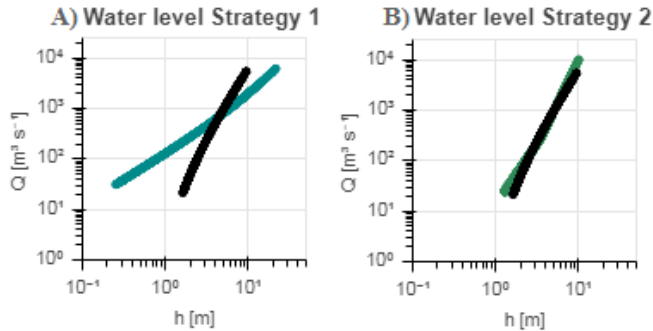 A) Water level Strategy 1
B) Water level Strategy 2
10⁴
10³
10²
10¹
10⁰
Q [m³ s⁻¹]
10⁻¹
10⁰
10¹
h [m]
10⁴
10³
10²
10¹
10⁰
Q [m³ s⁻¹]
10⁻¹
10⁰
10¹
h [m]